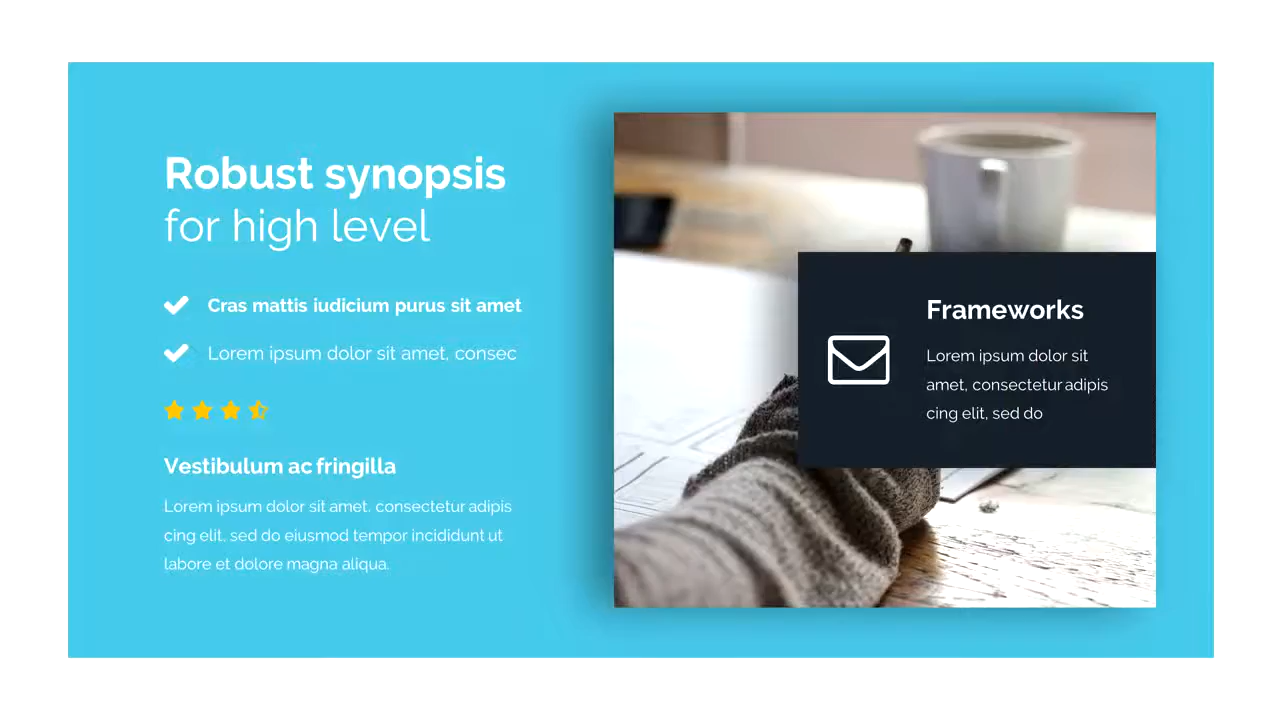 Robust synopsis
for high level
Cras mattis iudicium purus sit amet
Lorem ipsum dolor sit amet, consec
Vestibulum ac fringilla
Lorem ipsum dolor sit amet. consectetur adipis
cing elit, sed do eiusmod tempor incididunt ut
labore et dolore magna aliqua.
Frameworks
Lorem ipsum dolor sit
amet, consectetur adipis
cing elit, sed do